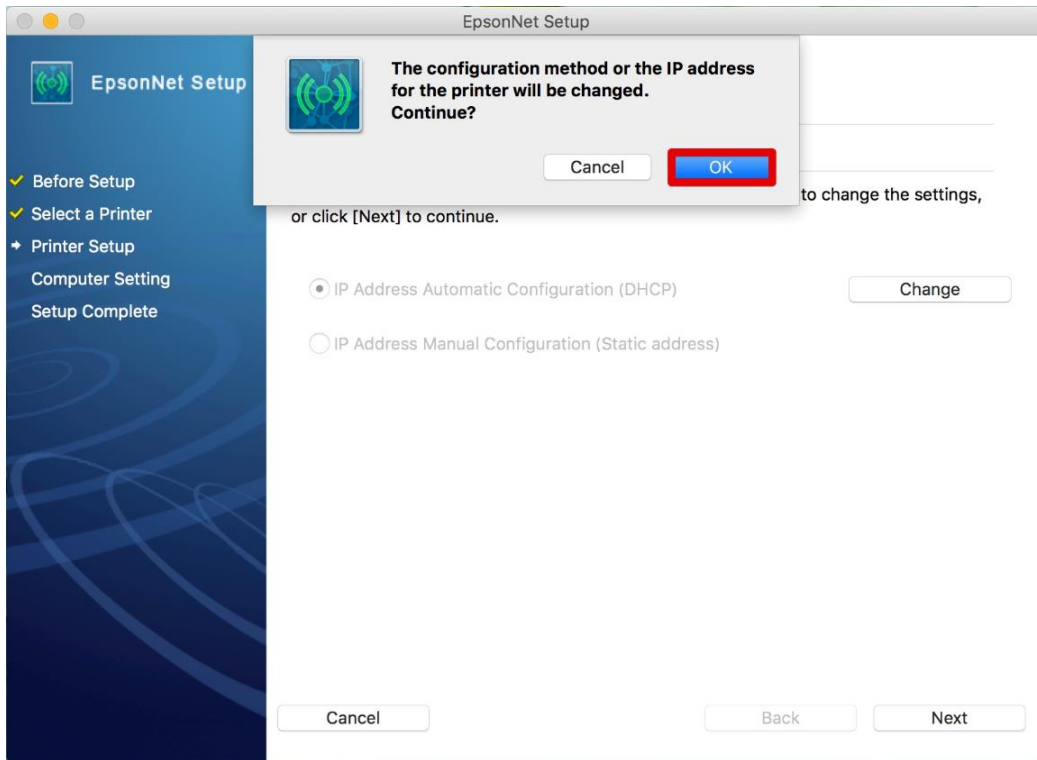 EpsonNet Setup
EpsonNet Setup
The configuration method or the IP address
for the printer will be changed.
Continue?
Cancel
OK
Before Setup
Select a Printer
Printer Setup
Computer Setting
Setup Complete
to change the settings,
or click [Next] to continue.
IP Address Automatic Configuration (DHCP)
Change
IP Address Manual Configuration (Static address)
Cancel
Back
Next